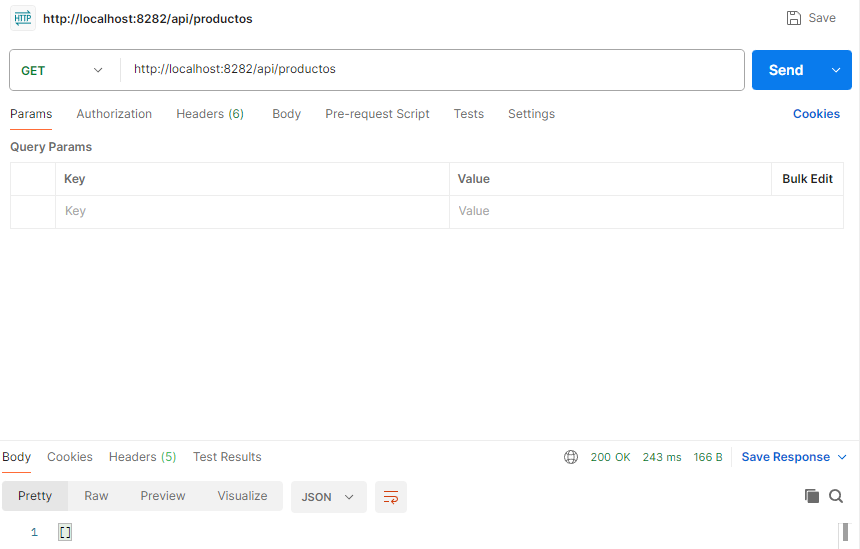 HTTP http://localhost:8282/api/productos Save
GET http://localhost:8282/api/productos Send
Params Authorization Headers (6) Body Pre-request Script Tests Settings Cookies
Query Params
Key Value Bulk Edit
Key Value
Body Cookies Headers (5) Test Results 200 OK 243 ms 166 B Save Response
Pretty Raw Preview Visualize JSON
1 []